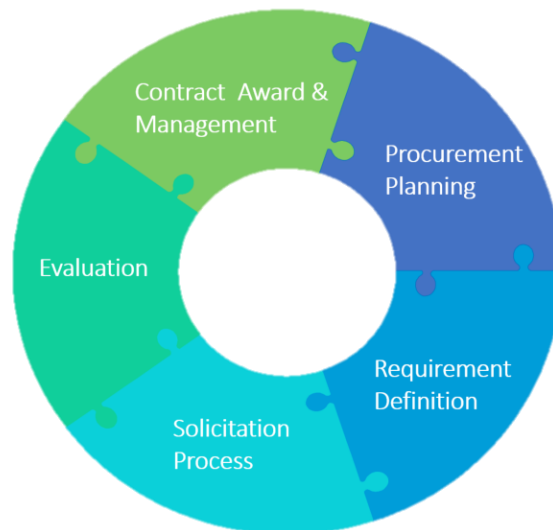 Contract Award &
Management
Procurement
Planning
Evaluation
Requirement
Definition
Solicitation
Process